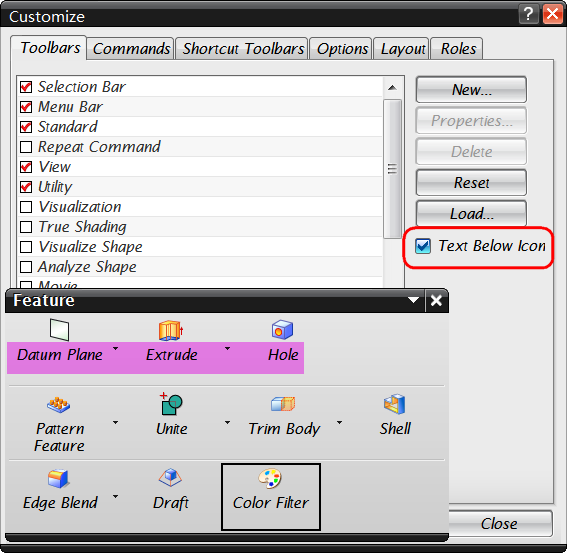 Customize
Toolbars Commands Shortcut Toolbars Options Layout Roles
Selection Bar
Menu Bar
Standard
Repeat Command
View
Utility
Visualization
True Shading
Visualize Shape
Analyze Shape
Movie
New...
Properties...
Delete
Reset
Load...
Text Below Icon
Feature
Datum Plane Extrude Hole
Pattern
Feature
Unite Trim Body Shell
Edge Blend Draft Color Filter
Close